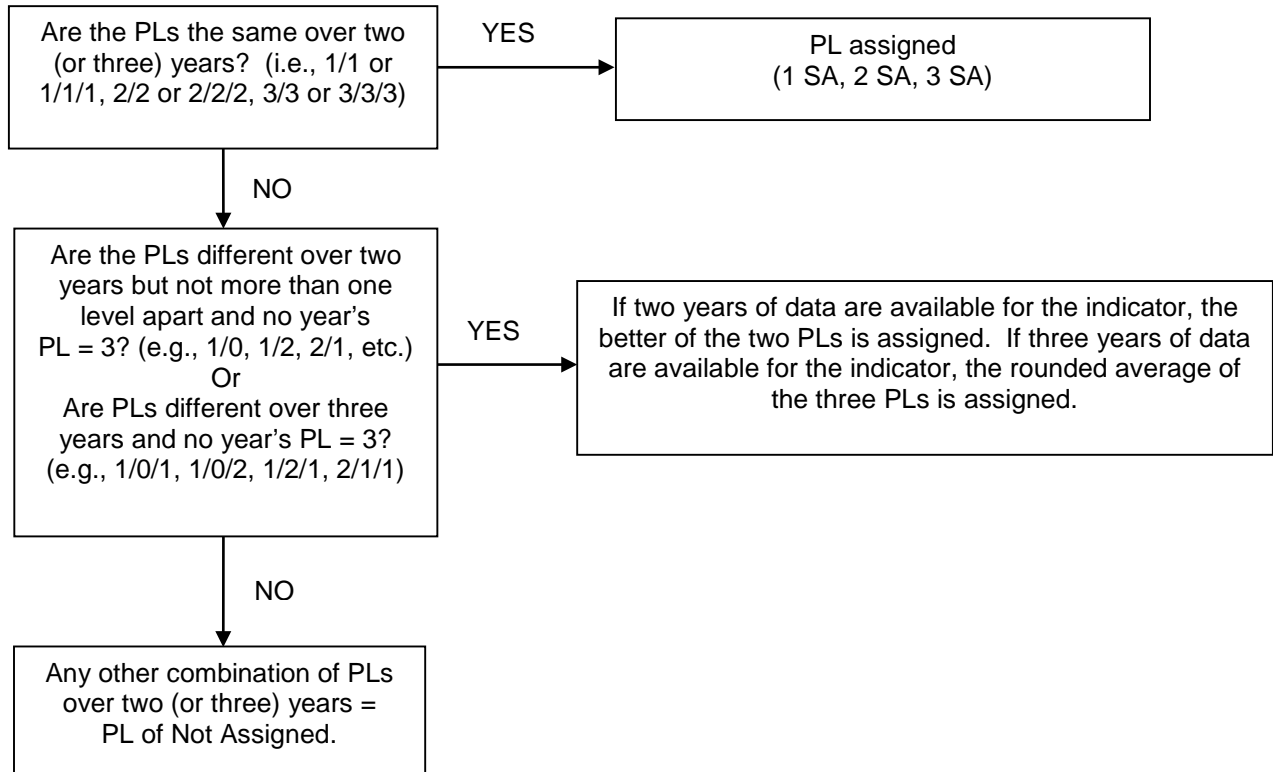 Are the PLs the same over two
(or three) years? (i.e., 1/1 or
1/1/1, 2/2 or 2/2/2, 3/3 or 3/3/3)
YES
PL assigned
(1 SA, 2 SA, 3 SA)
NO
Are the PLs different over two
years but not more than one
level apart and no year's
PL = 3? (e.g., 1/0, 1/2, 2/1, etc.)
Or
Are PLs different over three
years and no year's PL = 3?
(e.g., 1/0/1, 1/0/2, 1/2/1, 2/1/1)
YES
If two years of data are available for the indicator, the
better of the two PLs is assigned. If three years of data
are available for the indicator, the rounded average of
the three PLs is assigned.
NO
Any other combination of PLs
over two (or three) years =
PL of Not Assigned.